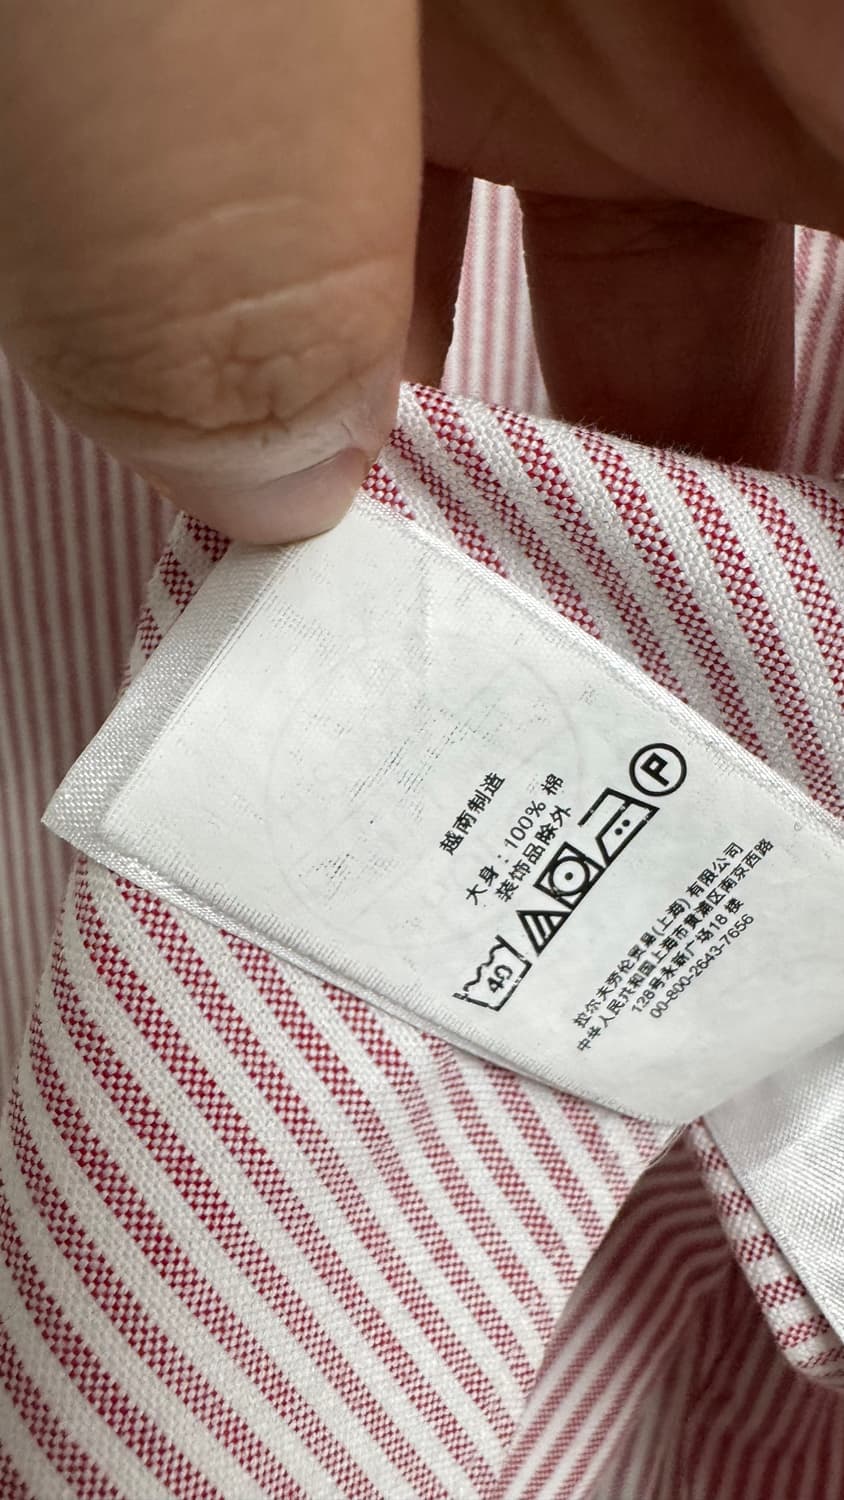 越南制造
大身：100% 棉
装饰品除外
40
P
拉尔夫劳伦贸易(上海)有限公司
中华人民共和国上海市黄浦区南京西路
128号永新广场18 楼
00-800-2643-7656